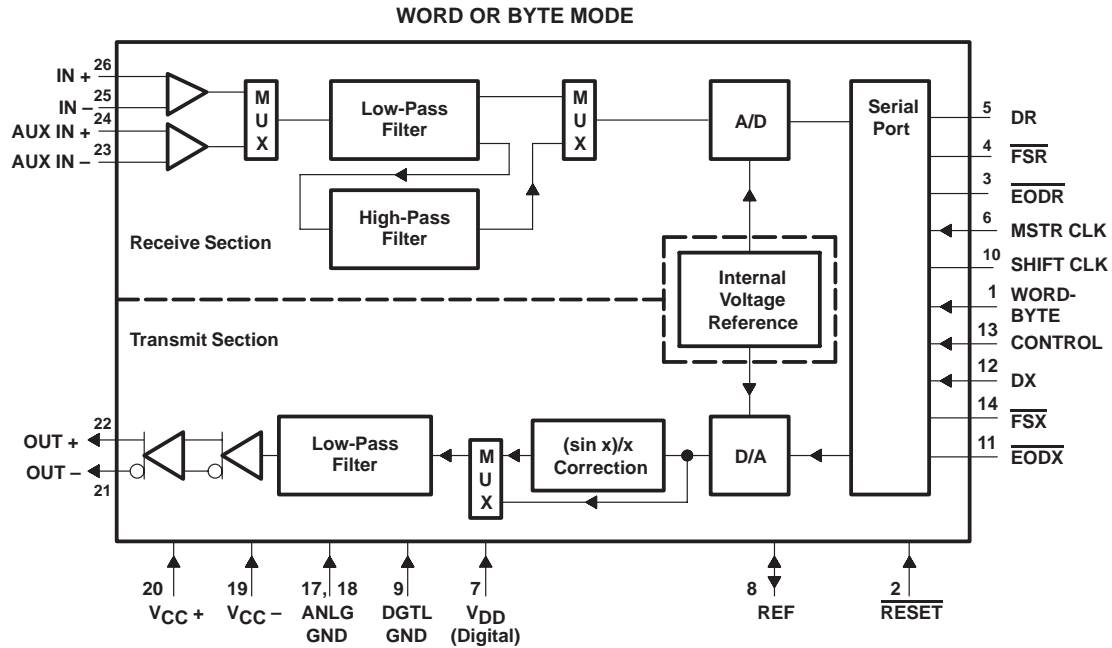 WORD OR BYTE MODE
26
IN +
25
IN –
24
AUX IN +
23
AUX IN –
M
U
X
Low-Pass
Filter
High-Pass
Filter
M
U
X
A/D
Serial
Port
Receive Section
Internal
Voltage
Reference
Transmit Section
5
DR
4
FSR
3
EODR
6
MSTR CLK
10
SHIFT CLK
1
WORD-
BYTE
13
CONTROL
12
DX
14
FSX
11
EODX
22
OUT +
OUT –
21
Low-Pass
Filter
M
U
X
(sin x)/x
Correction
D/A
20
VCC +
19
VCC –
17, 18
ANLG
GND
9
DGTL
GND
7
VDD
(Digital)
8
REF
2
RESET